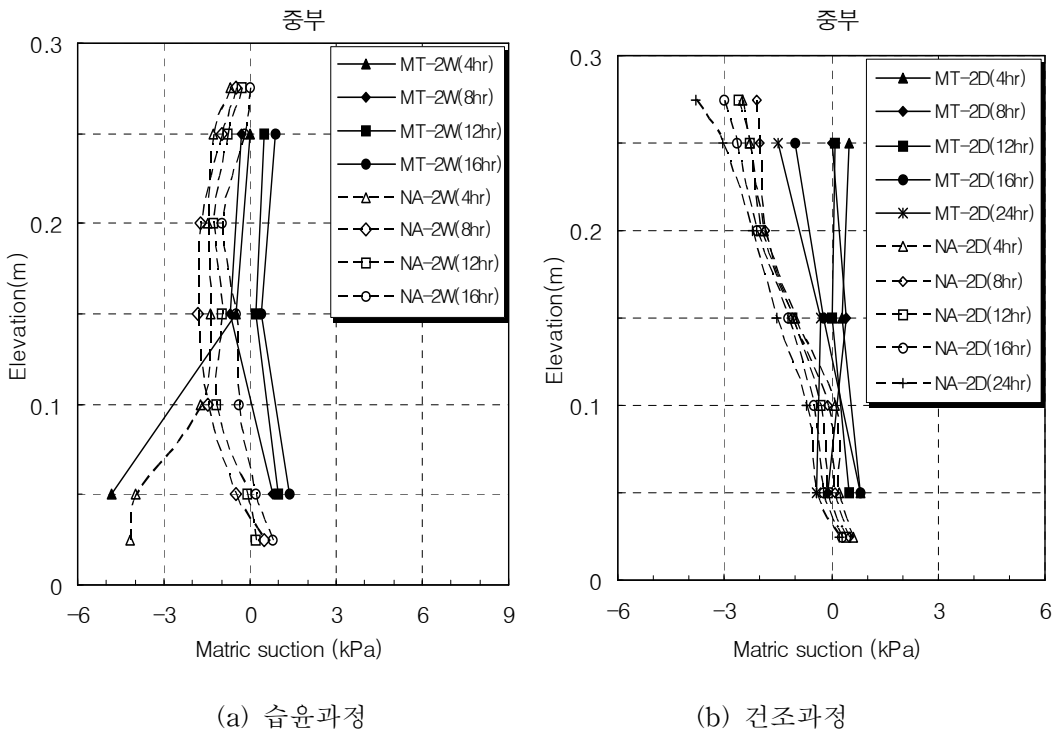 중부
0.3
0.2
0.1
0
Elevation(m)
−6 −3 0 3 6 9
Matric suction (kPa)
MT-2W(4hr)
MT-2W(8hr)
MT-2W(12hr)
MT-2W(16hr)
NA-2W(4hr)
NA-2W(8hr)
NA-2W(12hr)
NA-2W(16hr)
(a) 습윤과정
중부
0.3
0.2
0.1
0
Elevation(m)
−6 −3 0 3 6
Matric suction (kPa)
MT-2D(4hr)
MT-2D(8hr)
MT-2D(12hr)
MT-2D(16hr)
MT-2D(24hr)
NA-2D(4hr)
NA-2D(8hr)
NA-2D(12hr)
NA-2D(16hr)
NA-2D(24hr)
(b) 건조과정